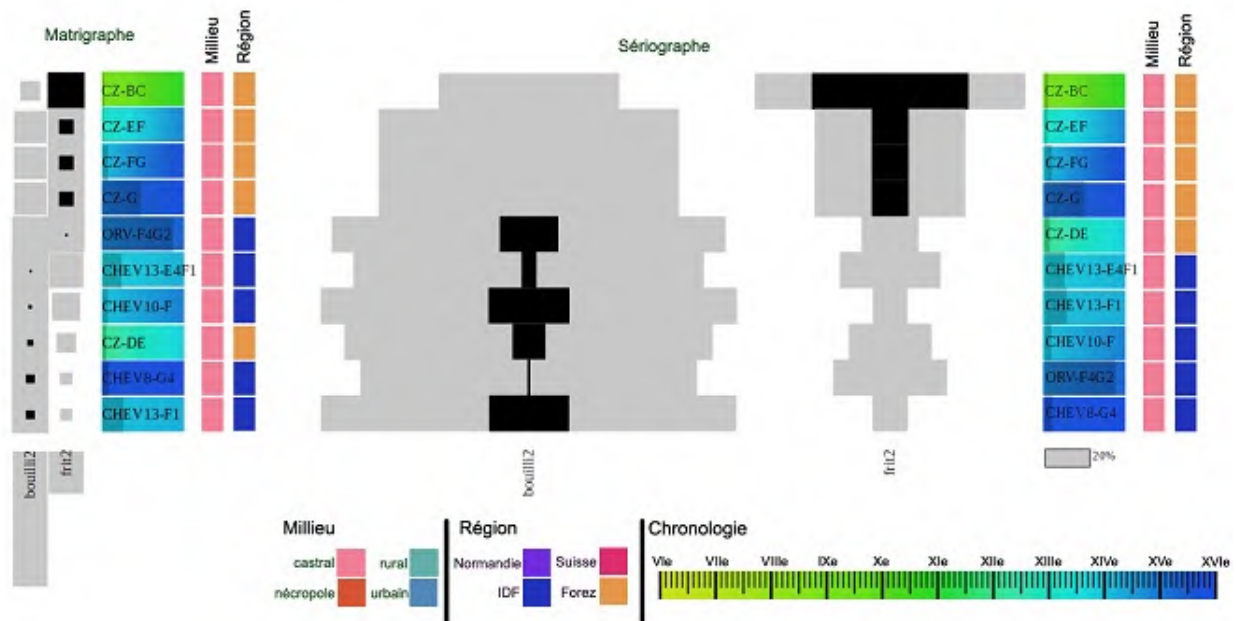 Matrigraphe
Millieu
Région
Sériographe
Millieu
Région
CZ-BC
CZ-EF
CZ-FG
CZ-G
ORV-F4G2
CHEV13-E4F1
CHEV10-F
CZ-DE
CHEV8-G4
CHEV13-F1
bouilli2
frit2
CZ-BC
CZ-EF
CZ-FG
CZ-G
CZ-DE
CHEV13-E4F1
CHEV13-F1
CHEV10-F
ORV-F4G2
CHEV8-G4
bouilli2
frit2
20%
Millieu
castral rural
nécropole urbain
Région
Normandie Suisse
IDF Forez
Chronologie
VIe VIIe VIIIe IXe Xe XIe XIIe XIIIe XIVe XVe XVIe